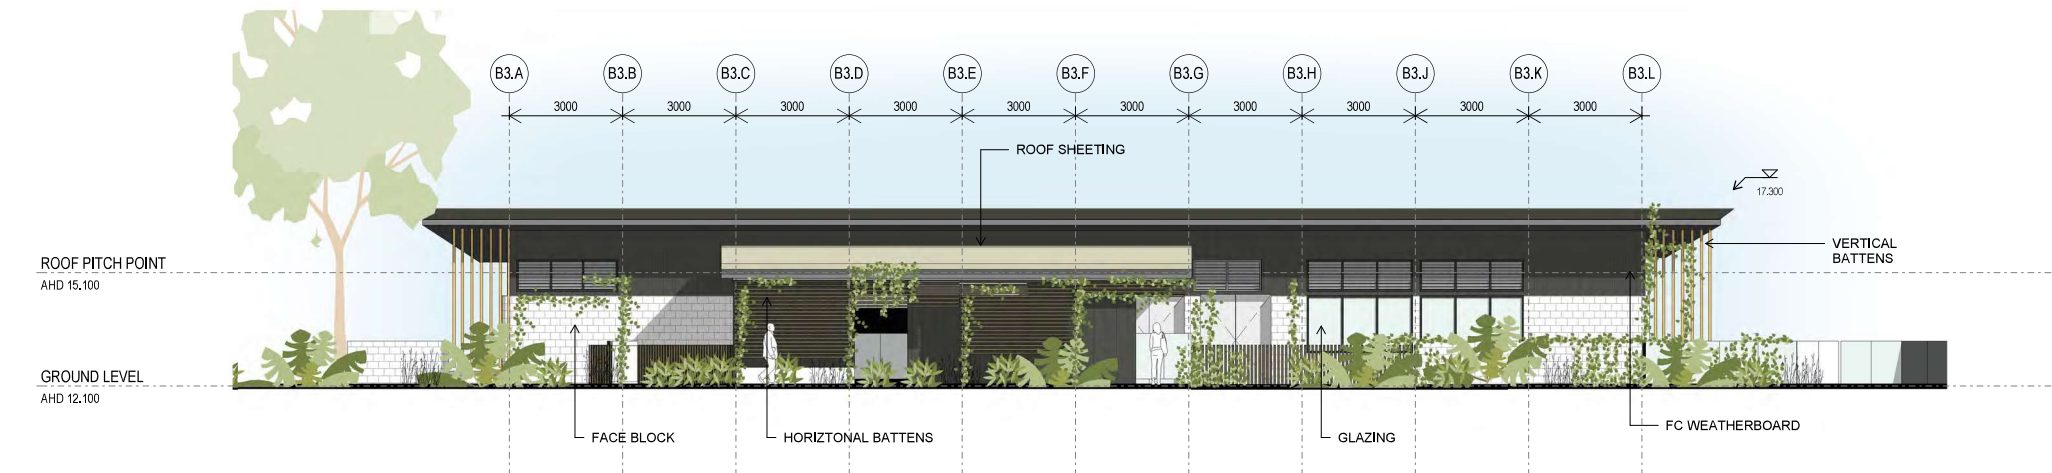 B3.A B3.B B3.C B3.D B3.E B3.F B3.G B3.H B3.J B3.K B3.L
3000 3000 3000 3000 3000 3000 3000 3000 3000 3000
ROOF SHEETING
17.300
VERTICAL
BATTENS
ROOF PITCH POINT
AHD 15.100
GROUND LEVEL
AHD 12.100
FACE BLOCK
HORIZTONAL BATTENS
GLAZING
FC WEATHERBOARD